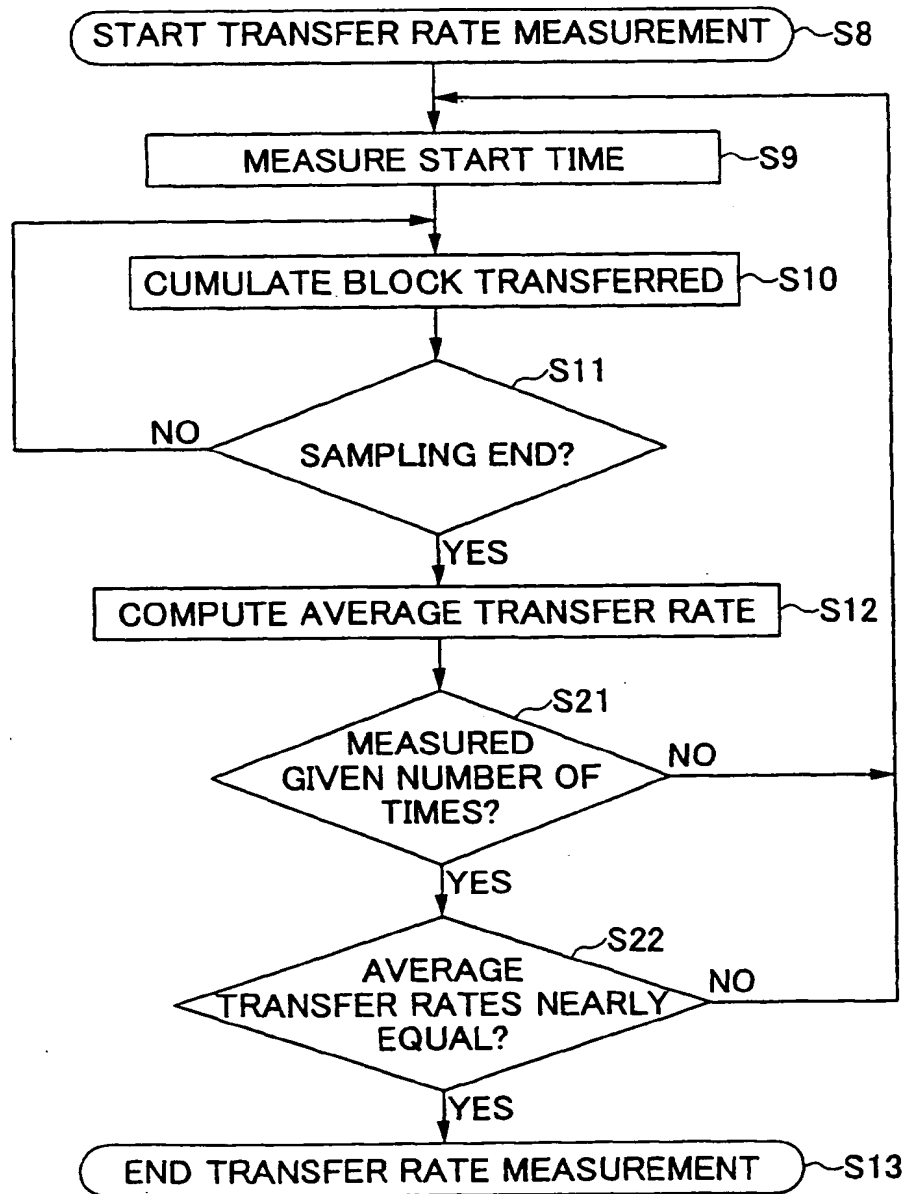 START TRANSFER RATE MEASUREMENT S8
MEASURE START TIME S9
CUMULATE BLOCK TRANSFERRED S10
S11
NO
SAMPLING END?
YES
COMPUTE AVERAGE TRANSFER RATE S12
S21
MEASURED
GIVEN NUMBER OF
TIMES?
NO
YES
S22
AVERAGE
TRANSFER RATES NEARLY
EQUAL?
NO
YES
END TRANSFER RATE MEASUREMENT S13